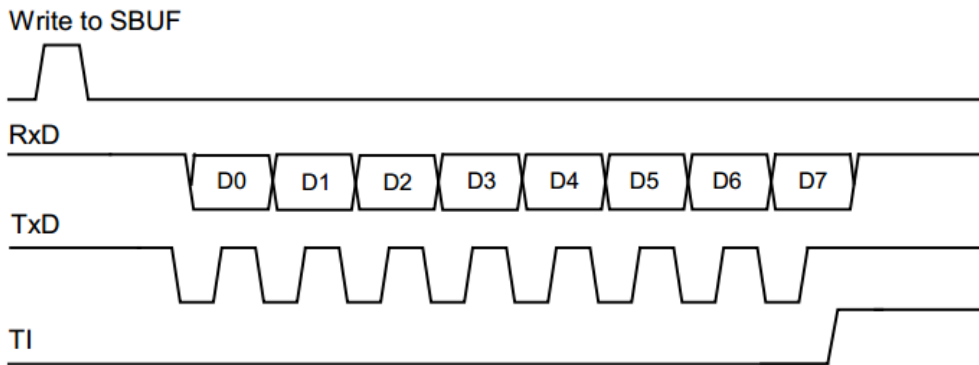 Write to SBUF
RxD
D0 D1 D2 D3 D4 D5 D6 D7
TxD
TI